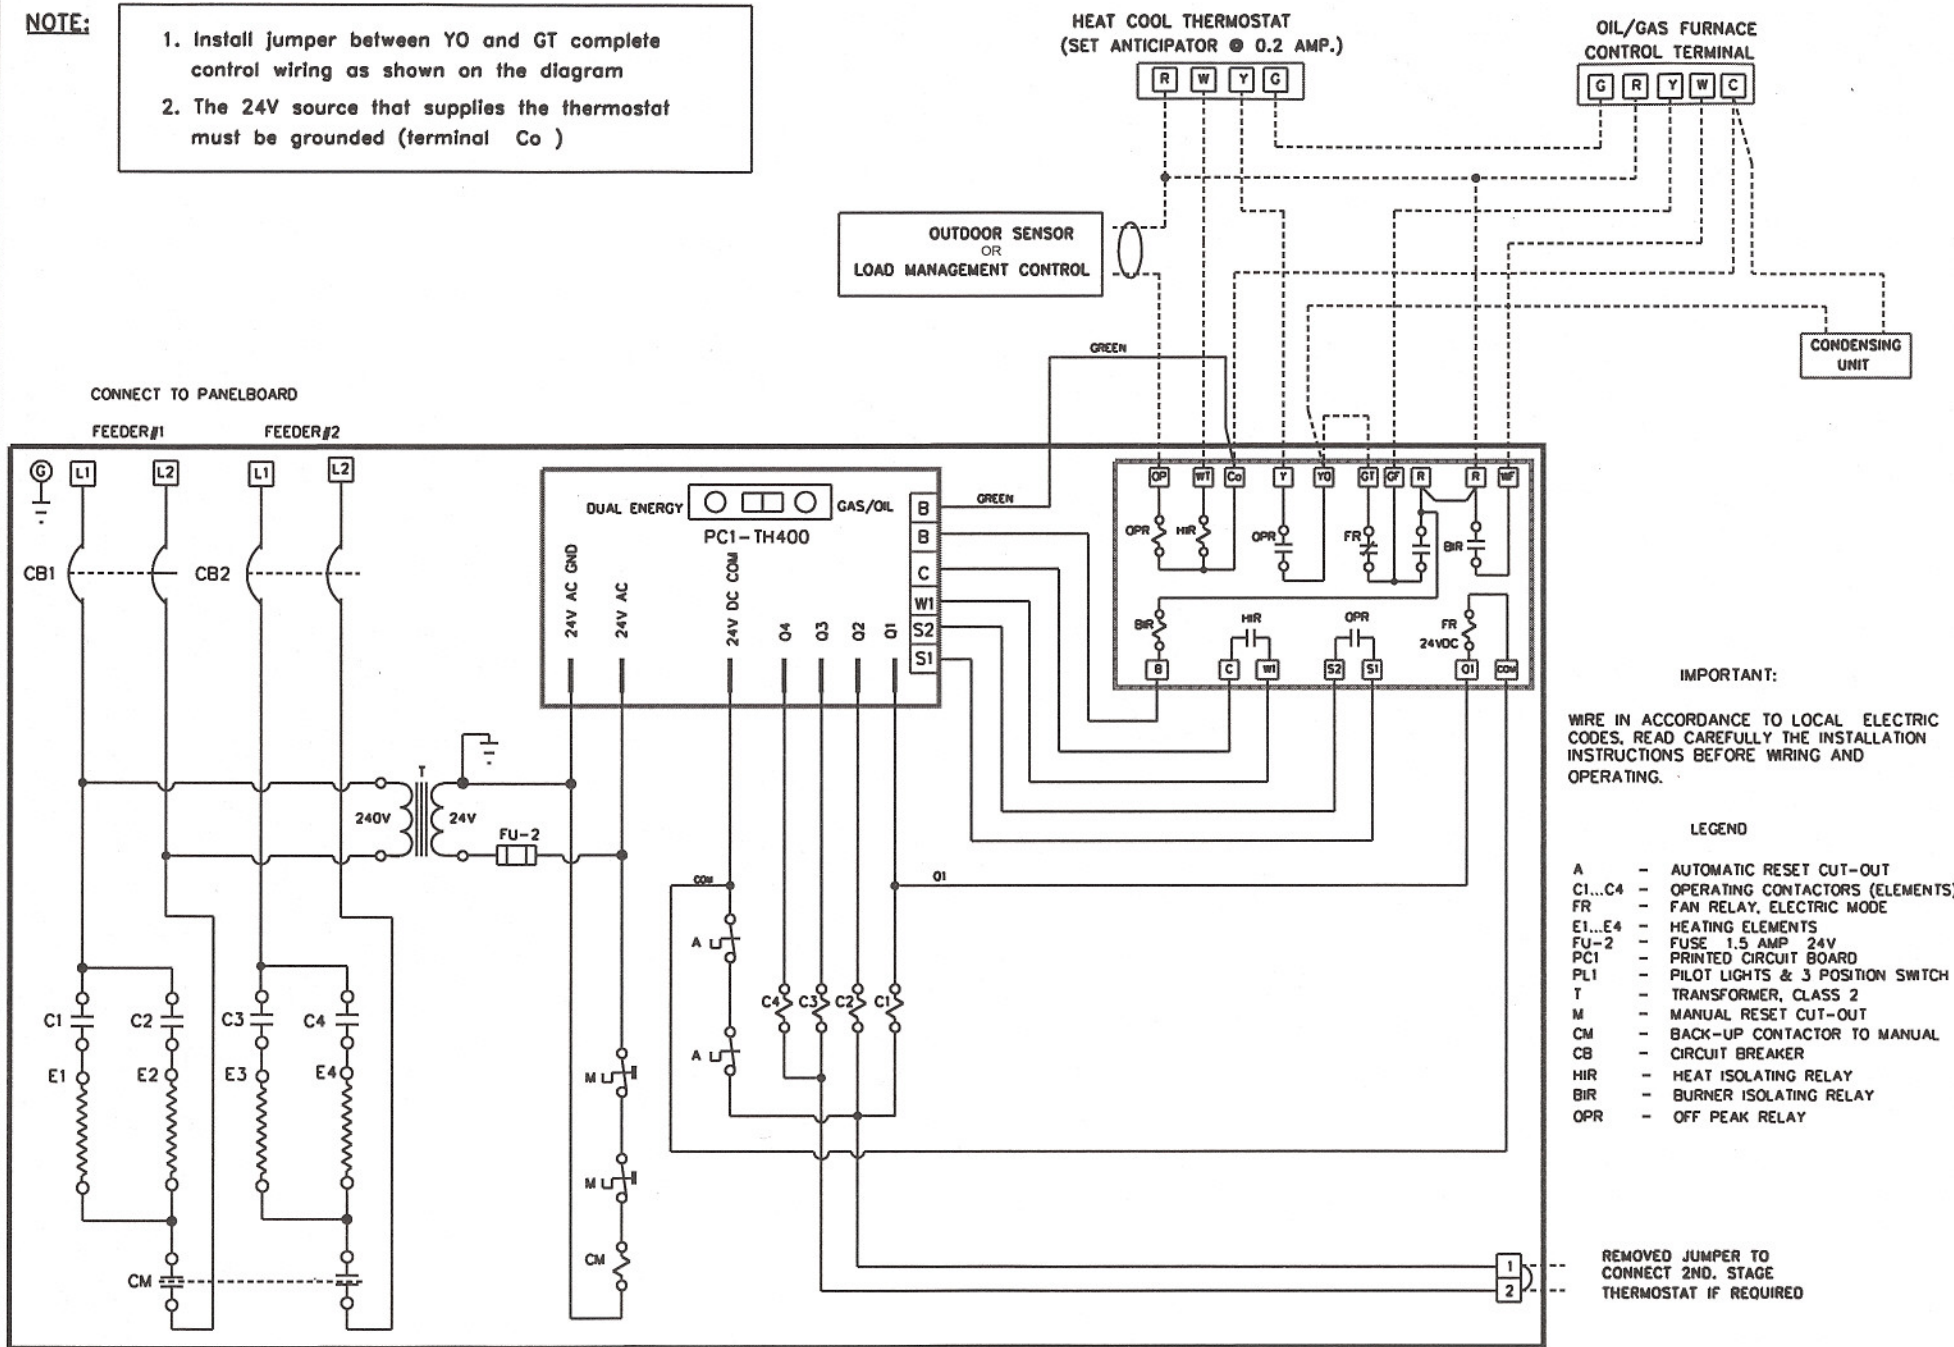 NOTE:
1. Install jumper between YO and GT complete
control wiring as shown on the diagram
2. The 24V source that supplies the thermostat
must be grounded (terminal Co )
HEAT COOL THERMOSTAT
(SET ANTICIPATOR @ 0.2 AMP.)
R W Y G
OIL/GAS FURNACE
CONTROL TERMINAL
G R Y W C
OUTDOOR SENSOR
OR
LOAD MANAGEMENT CONTROL
CONDENSING
UNIT
GREEN
CONNECT TO PANELBOARD
FEEDER#1 FEEDER#2
G L1 L2 L1 L2
CB1 CB2
DUAL ENERGY GAS/OIL
PC1-TH400
24V AC GND
24V AC
24V DC COM
Q4
Q3
Q2
Q1
B
B
C
W1
S2
S1
GREEN
OP WT Co Y YO GT GF R R WF
OPR HIR OPR FR BIR
BIR HIR OPR FR
24VDC
B C W1 S2 S1 Q1 COM
T
240V 24V
FU-2
COM
Q1
A
A
C4 C3 C2 C1
M
M
CM
C1 C2 C3 C4
E1 E2 E3 E4
CM
1
2
REMOVED JUMPER TO
CONNECT 2ND. STAGE
THERMOSTAT IF REQUIRED
IMPORTANT:
WIRE IN ACCORDANCE TO LOCAL ELECTRIC
CODES, READ CAREFULLY THE INSTALLATION
INSTRUCTIONS BEFORE WIRING AND
OPERATING.
LEGEND
A - AUTOMATIC RESET CUT-OUT
C1...C4 - OPERATING CONTACTORS (ELEMENTS)
FR - FAN RELAY, ELECTRIC MODE
E1...E4 - HEATING ELEMENTS
FU-2 - FUSE 1.5 AMP 24V
PC1 - PRINTED CIRCUIT BOARD
PL1 - PILOT LIGHTS & 3 POSITION SWITCH
T - TRANSFORMER, CLASS 2
M - MANUAL RESET CUT-OUT
CM - BACK-UP CONTACTOR TO MANUAL
CB - CIRCUIT BREAKER
HIR - HEAT ISOLATING RELAY
BIR - BURNER ISOLATING RELAY
OPR - OFF PEAK RELAY